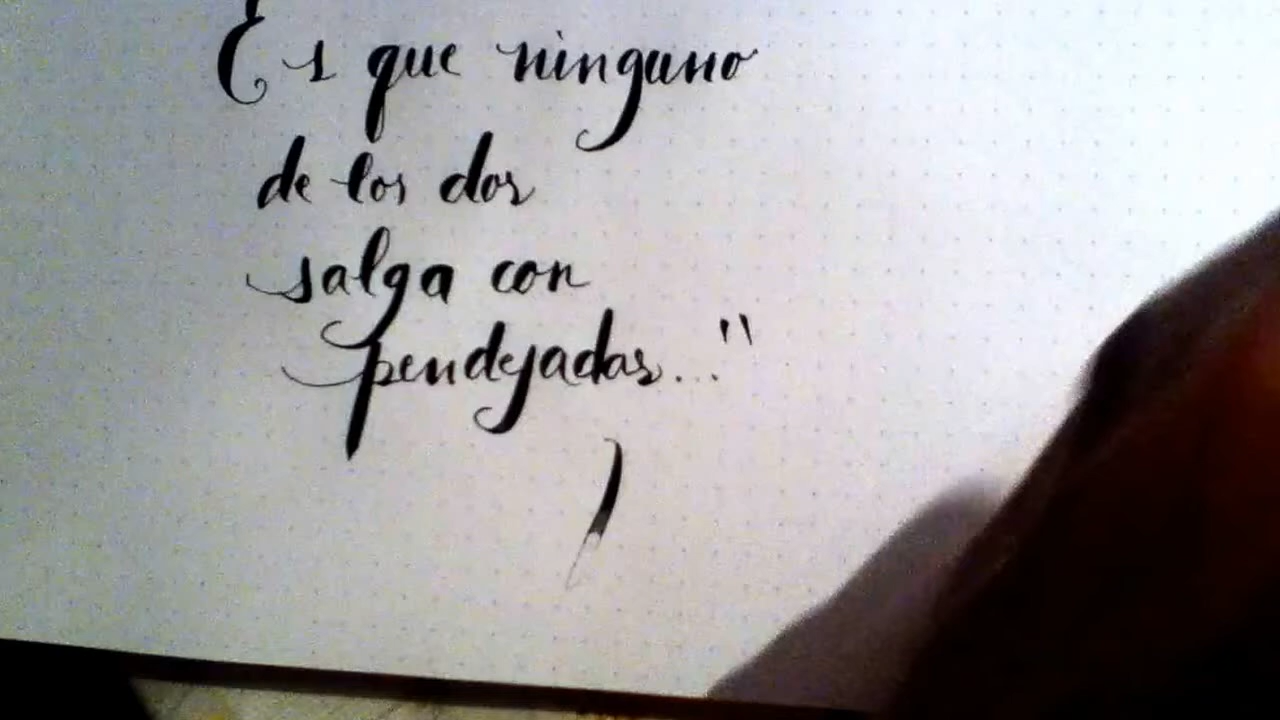 Es que ninguno
de los dos
salga con
pendejadas..."